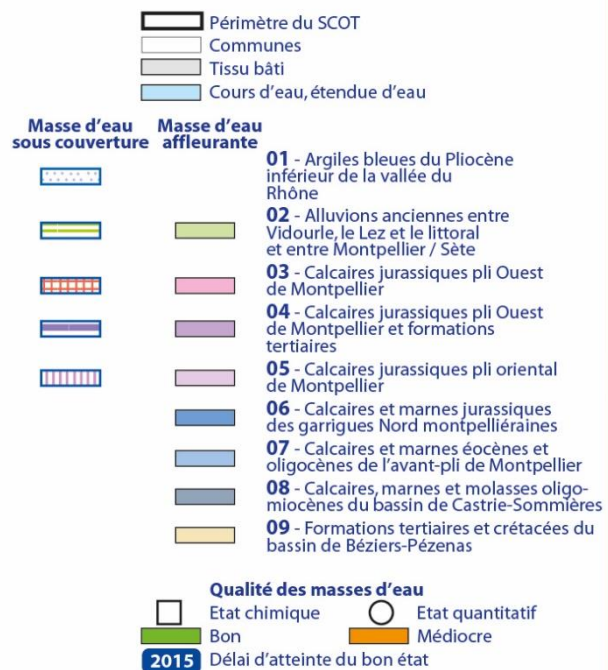 Périmètre du SCOT
Communes
Tissu bâti
Cours d'eau, étendue d'eau
Masse d'eau
sous couverture
Masse d'eau
affleurante
01 - Argiles bleues du Pliocène
inférieur de la vallée du
Rhône
02 - Alluvions anciennes entre
Vidourle, le Lez et le littoral
et entre Montpellier / Sète
03 - Calcaires jurassiques pli Ouest
de Montpellier
04 - Calcaires jurassiques pli Ouest
de Montpellier et formations
tertiaires
05 - Calcaires jurassiques pli oriental
de Montpellier
06 - Calcaires et marnes jurassiques
des garrigues Nord montpelliéraines
07 - Calcaires et marnes éocènes et
oligocènes de l'avant-pli de Montpellier
08 - Calcaires, marnes et molasses oligo-
miocènes du bassin de Castrie-Sommières
09 - Formations tertiaires et crétacées du
bassin de Béziers-Pézenas
Qualité des masses d'eau
Etat chimique Etat quantitatif
Bon Médiocre
2015 Délai d'atteinte du bon état